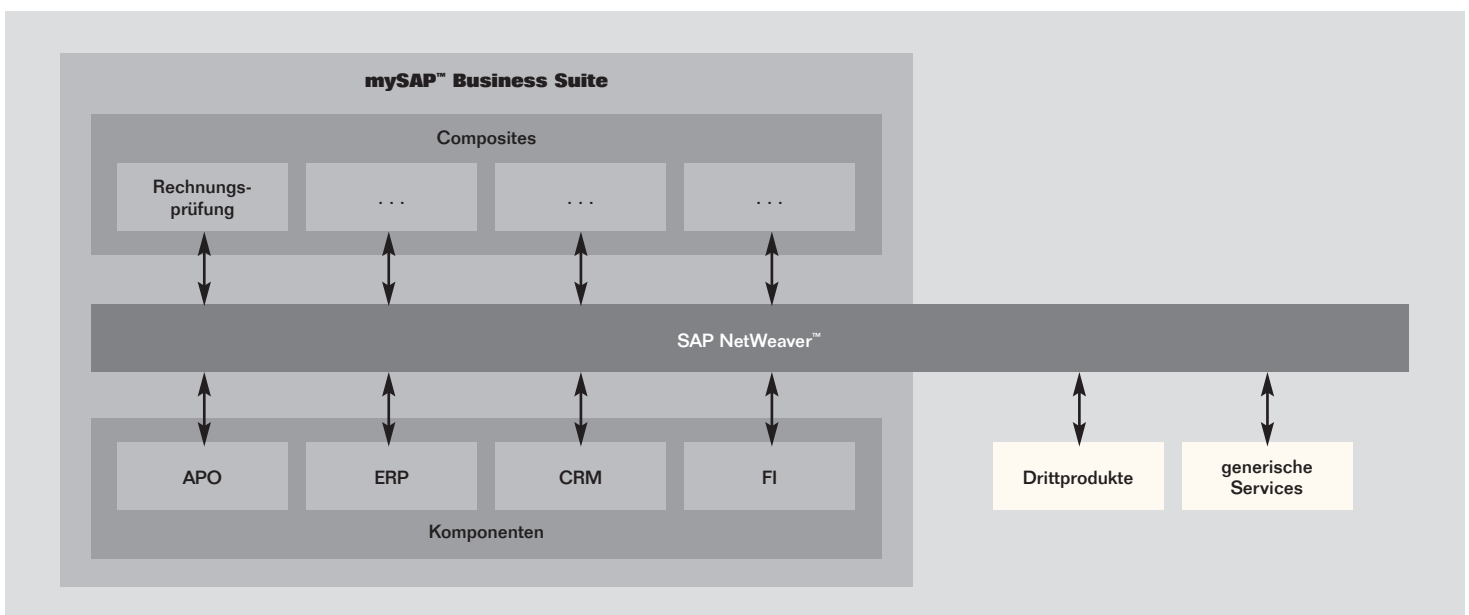 mySAP™ Business Suite
Composites
Rechnungs-
prüfung
. . .
. . .
. . .
SAP NetWeaver™
APO
ERP
CRM
FI
Komponenten
Drittprodukte
generische
Services